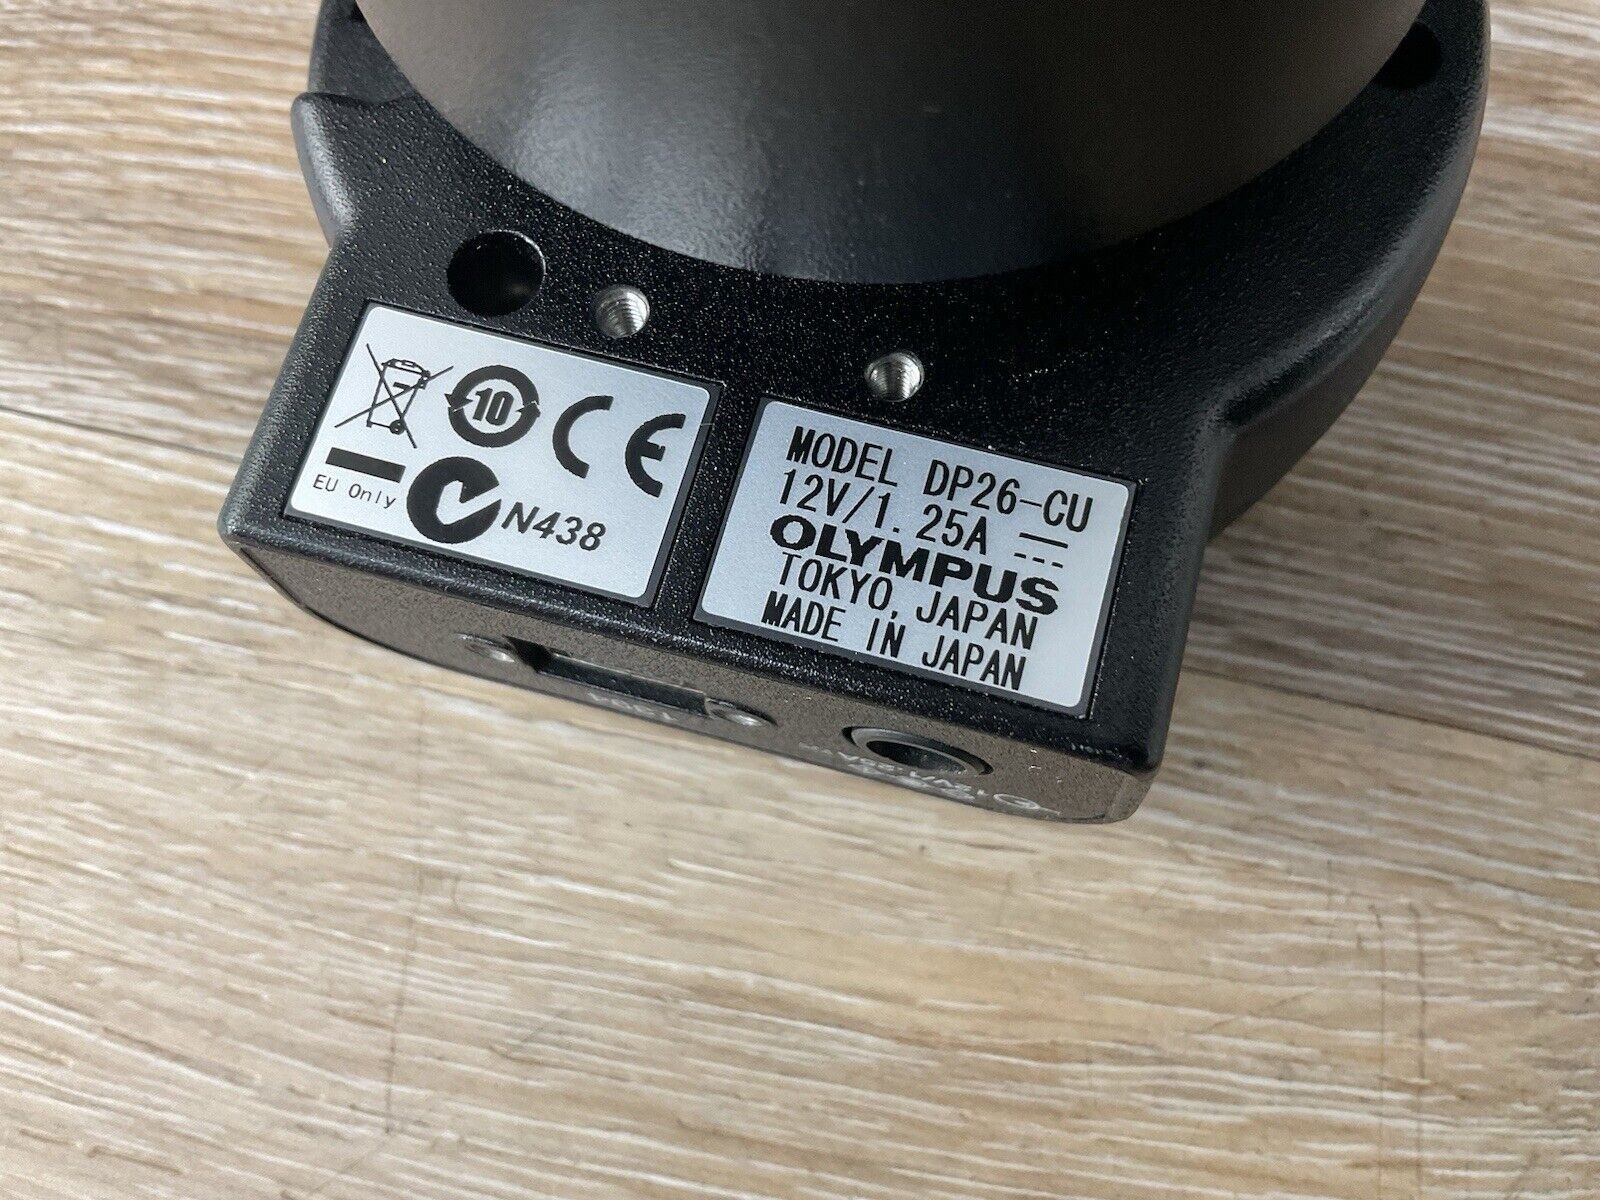 10
CE
EU Only
N438
MODEL DP26-CU
12V/1.25A
OLYMPUS
TOKYO, JAPAN
MADE IN JAPAN